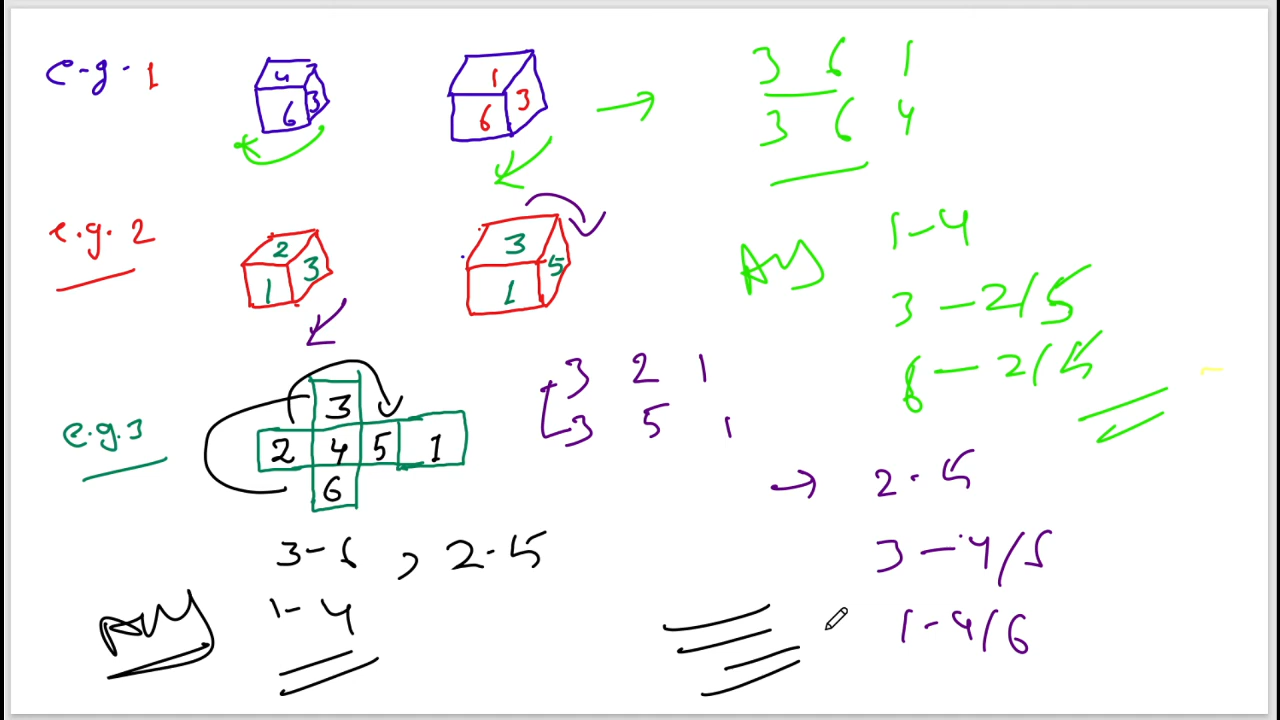 e.g. 1
4
6 3
1
6 3
3 6 1
3 6 4
e.g. 2
2
1 3
3
1 5
Ans
1-4
3-2/5
6-2/5
e.g.3
3
2 4 5 1
6
3 2 1
3 5 1
→ 2.5
3-4/5
1-4/6
3-6, 2-5
1-4
Ans